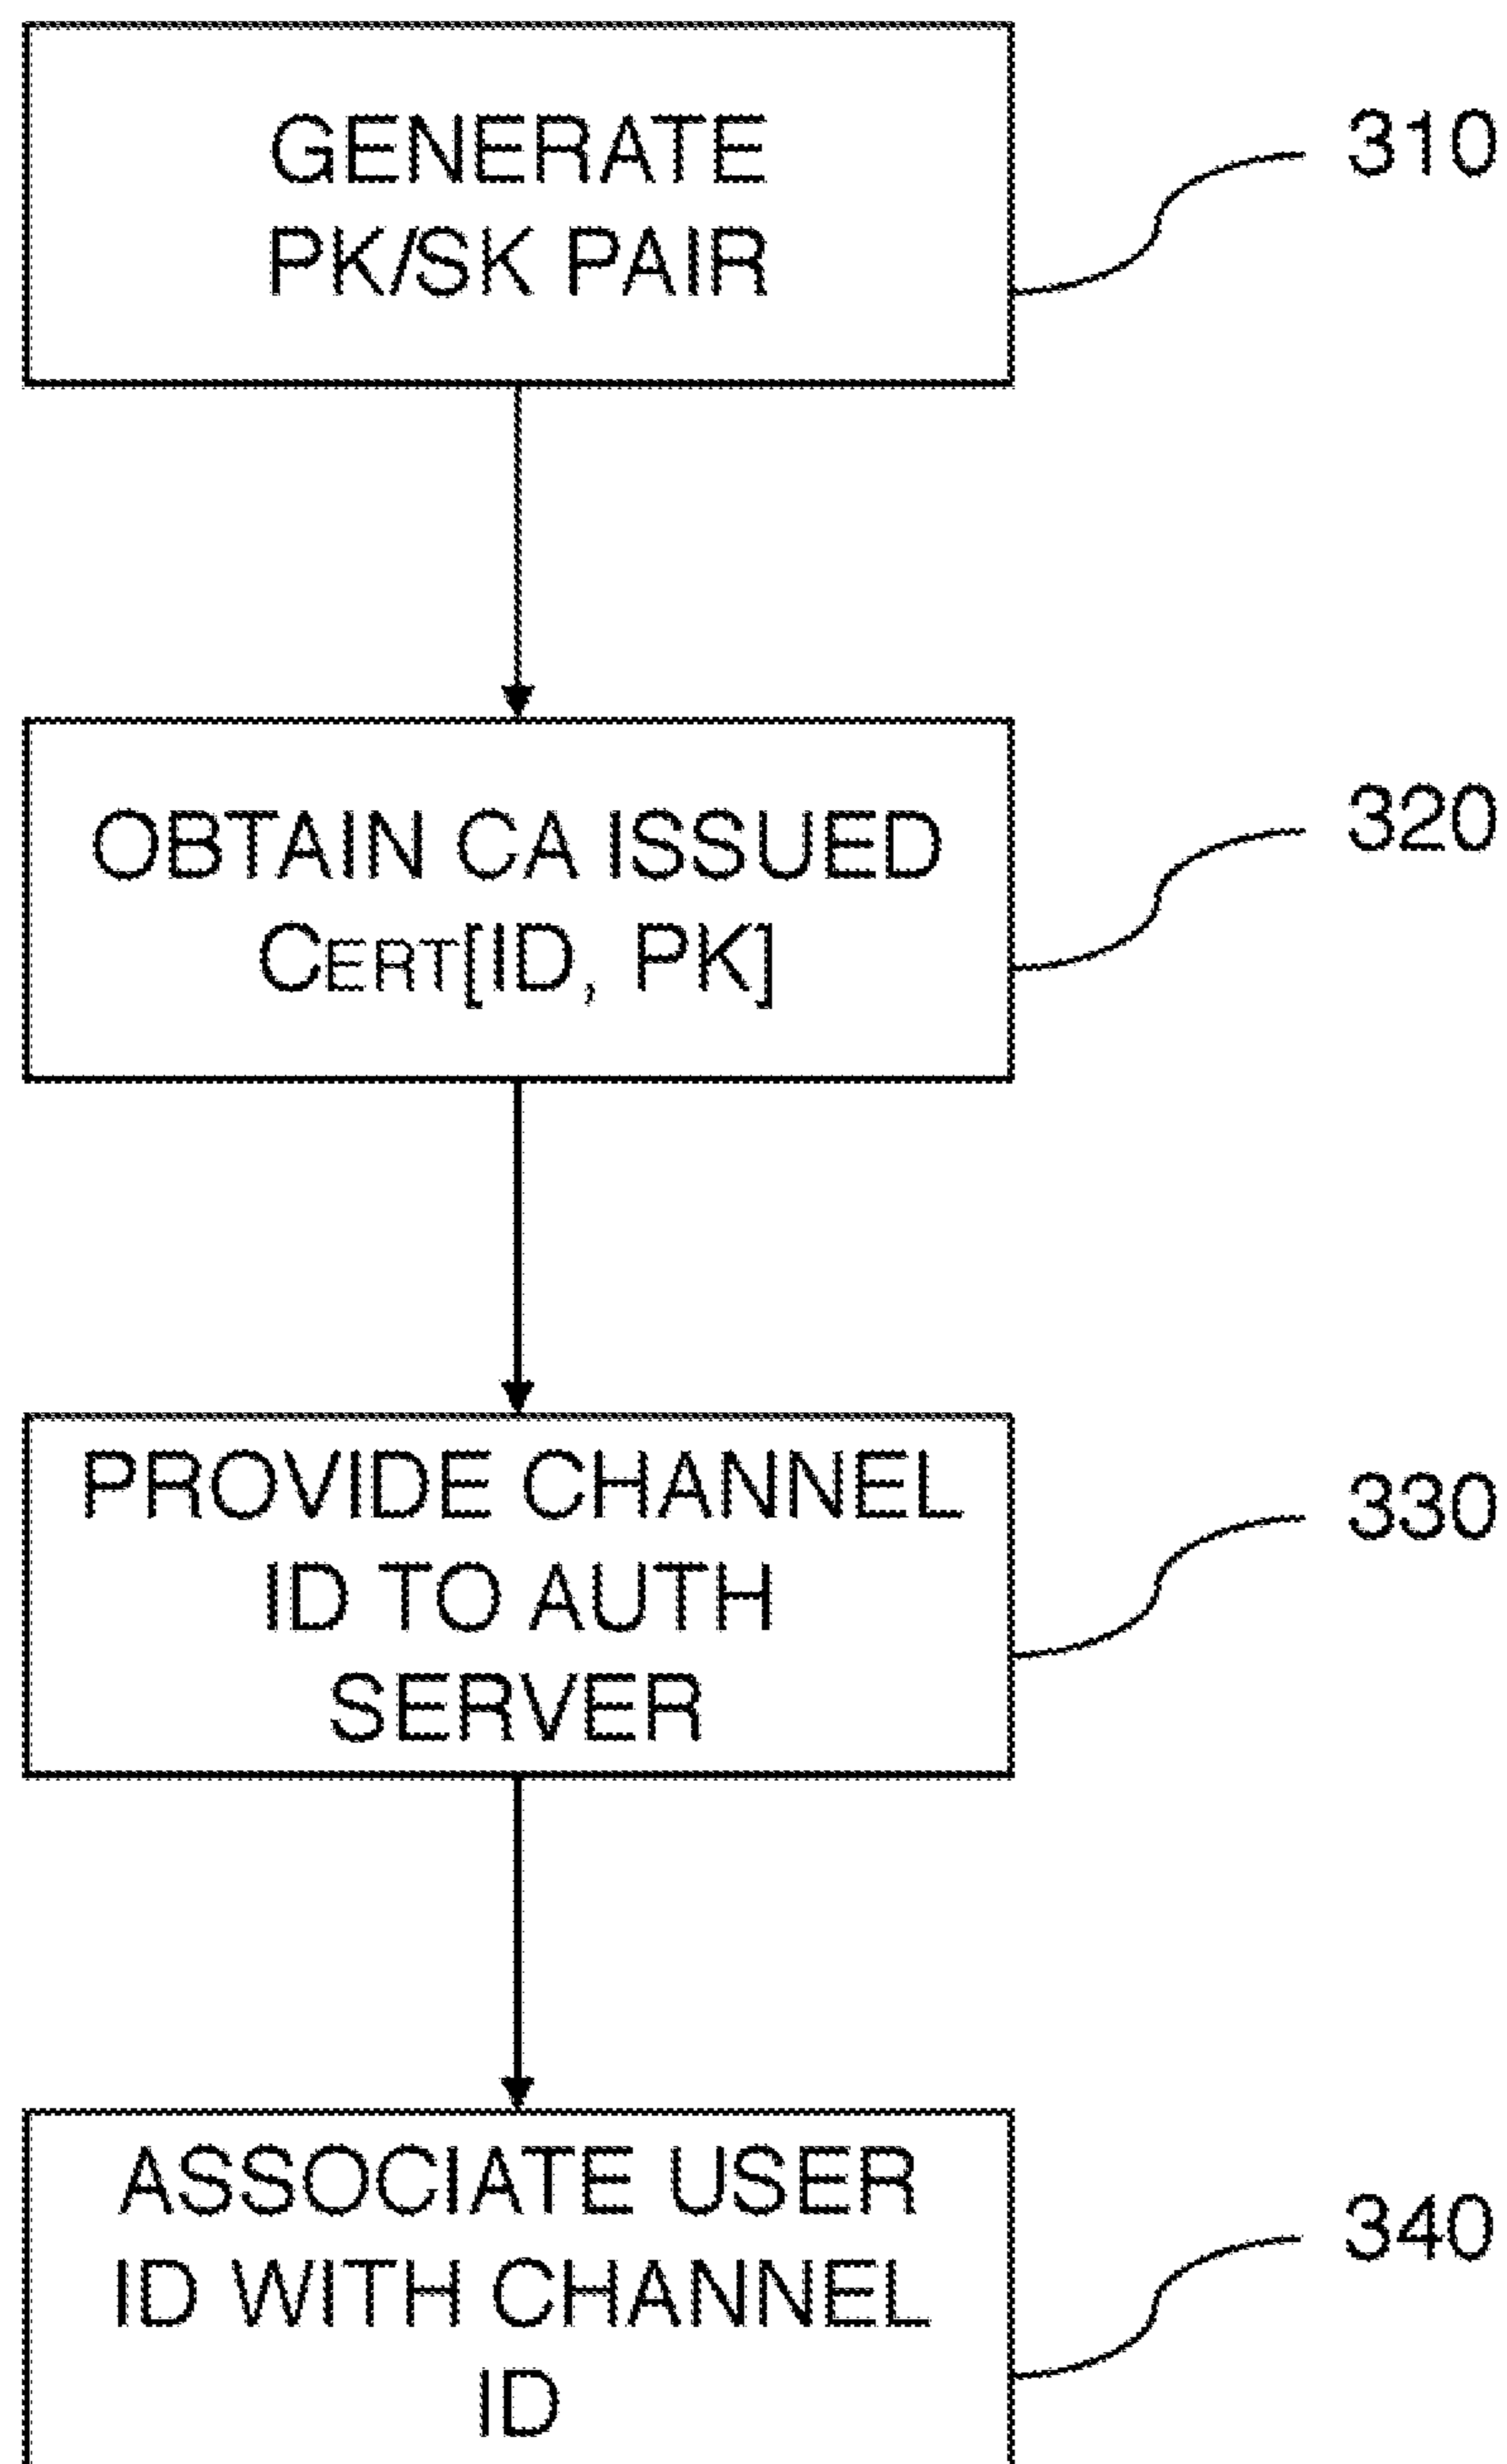 GENERATE
PK/SK PAIR
310
OBTAIN CA ISSUED
CERT[ID, PK]
320
PROVIDE CHANNEL
ID TO AUTH
SERVER
330
ASSOCIATE USER
ID WITH CHANNEL
ID
340